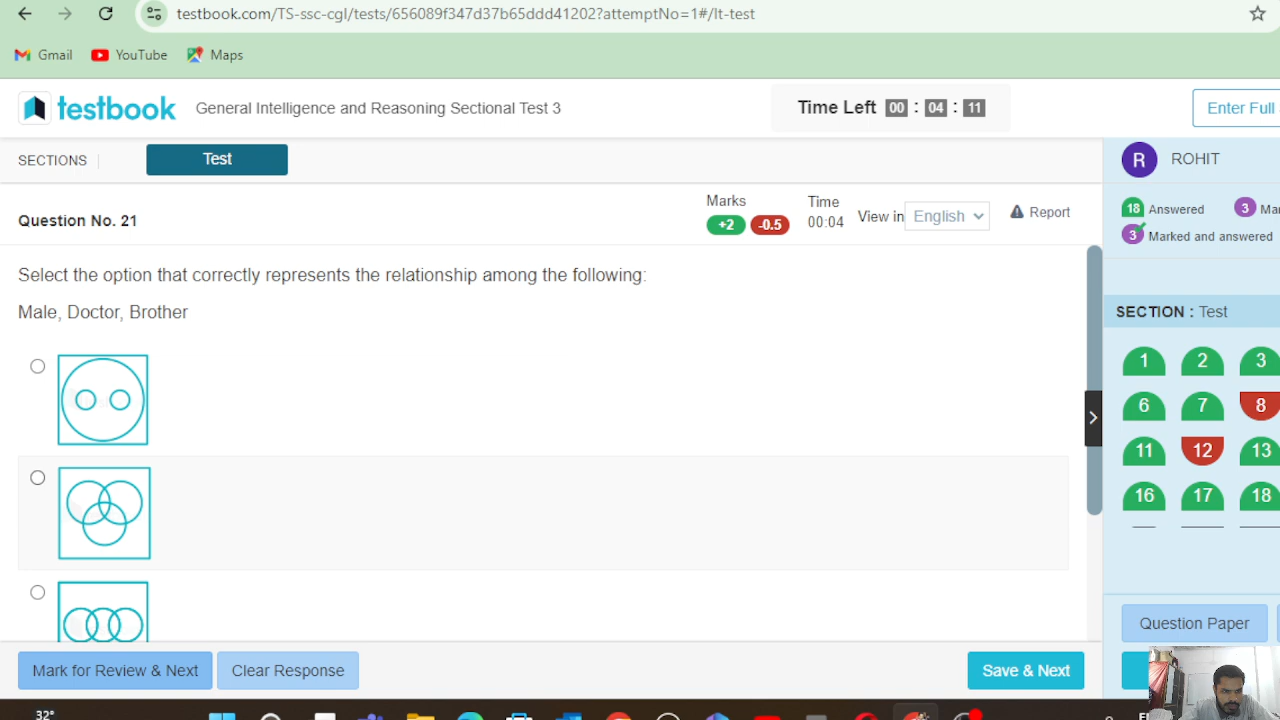 testbook.com/TS-ssc-cgl/tests/656089f347d37b65ddd41202?attemptNo=1#/lt-test
Gmail YouTube Maps
testbook General Intelligence and Reasoning Sectional Test 3 Time Left 00 : 04 : 11 Enter Full
SECTIONS Test R ROHIT
Marks Time
Question No. 21 +2 -0.5 00:04 View in English Report
18 Answered 3 Ma
3 Marked and answered
Select the option that correctly represents the relationship among the following:
Male, Doctor, Brother
SECTION : Test
1 2 3
6 7 8
11 12 13
16 17 18
Question Paper
Mark for Review & Next Clear Response Save & Next
32°